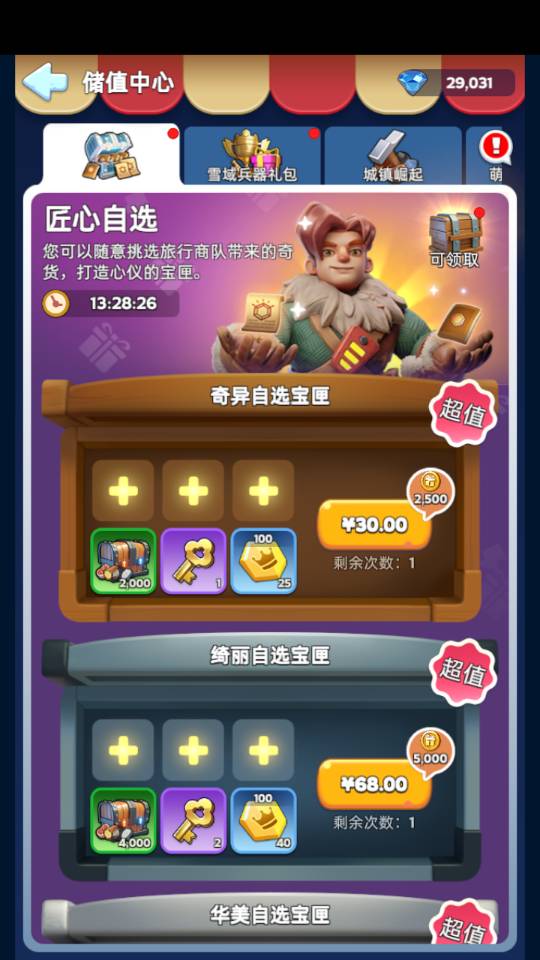 储值中心
29,031
雪域兵器礼包
城镇崛起
萌
匠心自选
您可以随意挑选旅行商队带来的奇
货，打造心仪的宝匣。
可领取
13:28:26
奇异自选宝匣
超值
2,500
¥30.00
剩余次数：1
2,000
1
100
25
绮丽自选宝匣
超值
5,000
¥68.00
剩余次数：1
4,000
2
100
40
华美自选宝匣
超值